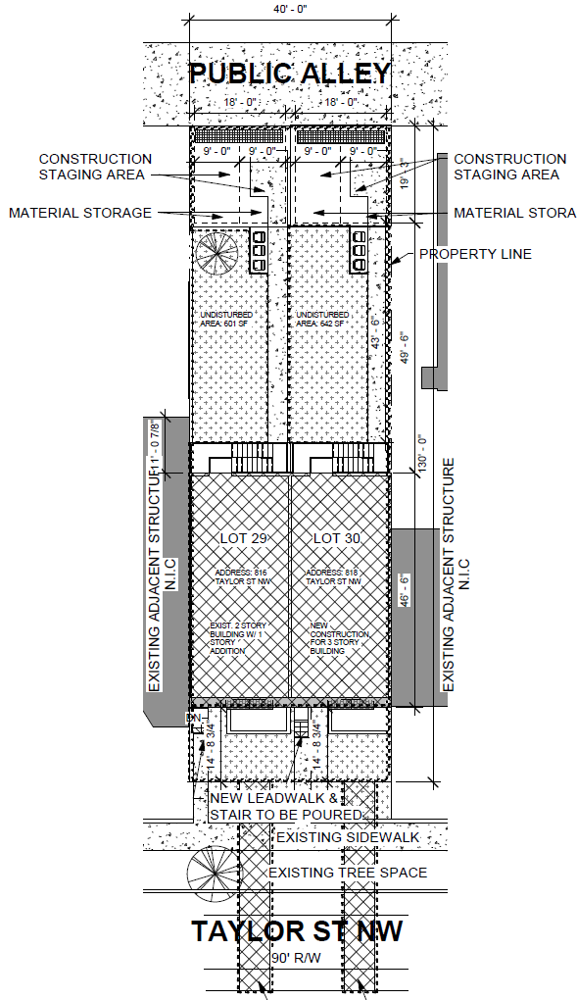 40' - 0"
PUBLIC ALLEY
18' - 0"
18' - 0"
9' - 0"
9' - 0"
9' - 0"
9' - 0"
CONSTRUCTION
STAGING AREA
CONSTRUCTION
STAGING AREA
19' - 3"
MATERIAL STORAGE
MATERIAL STORA
PROPERTY LINE
UNDISTURBED
AREA: 601 SF
UNDISTURBED
AREA: 642 SF
43' - 6"
49' - 6"
130' - 0"
11' - 0 7/8"
EXISTING ADJACENT STRUCTURE
N.I.C
EXISTING ADJACENT STRUCTURE
N.I.C
LOT 29
LOT 30
ADDRESS: 816
TAYLOR ST NW
ADDRESS: 818
TAYLOR ST NW
46' - 6"
EXIST. 2 STORY
BUILDING W/ 1
STORY
ADDITION
NEW
CONSTRUCTION
FOR 3 STORY
BUILDING
DN
14' - 8 3/4"
14' - 8 3/4"
NEW LEADWALK &
STAIR TO BE POURED
EXISTING SIDEWALK
EXISTING TREE SPACE
TAYLOR ST NW
90' R/W